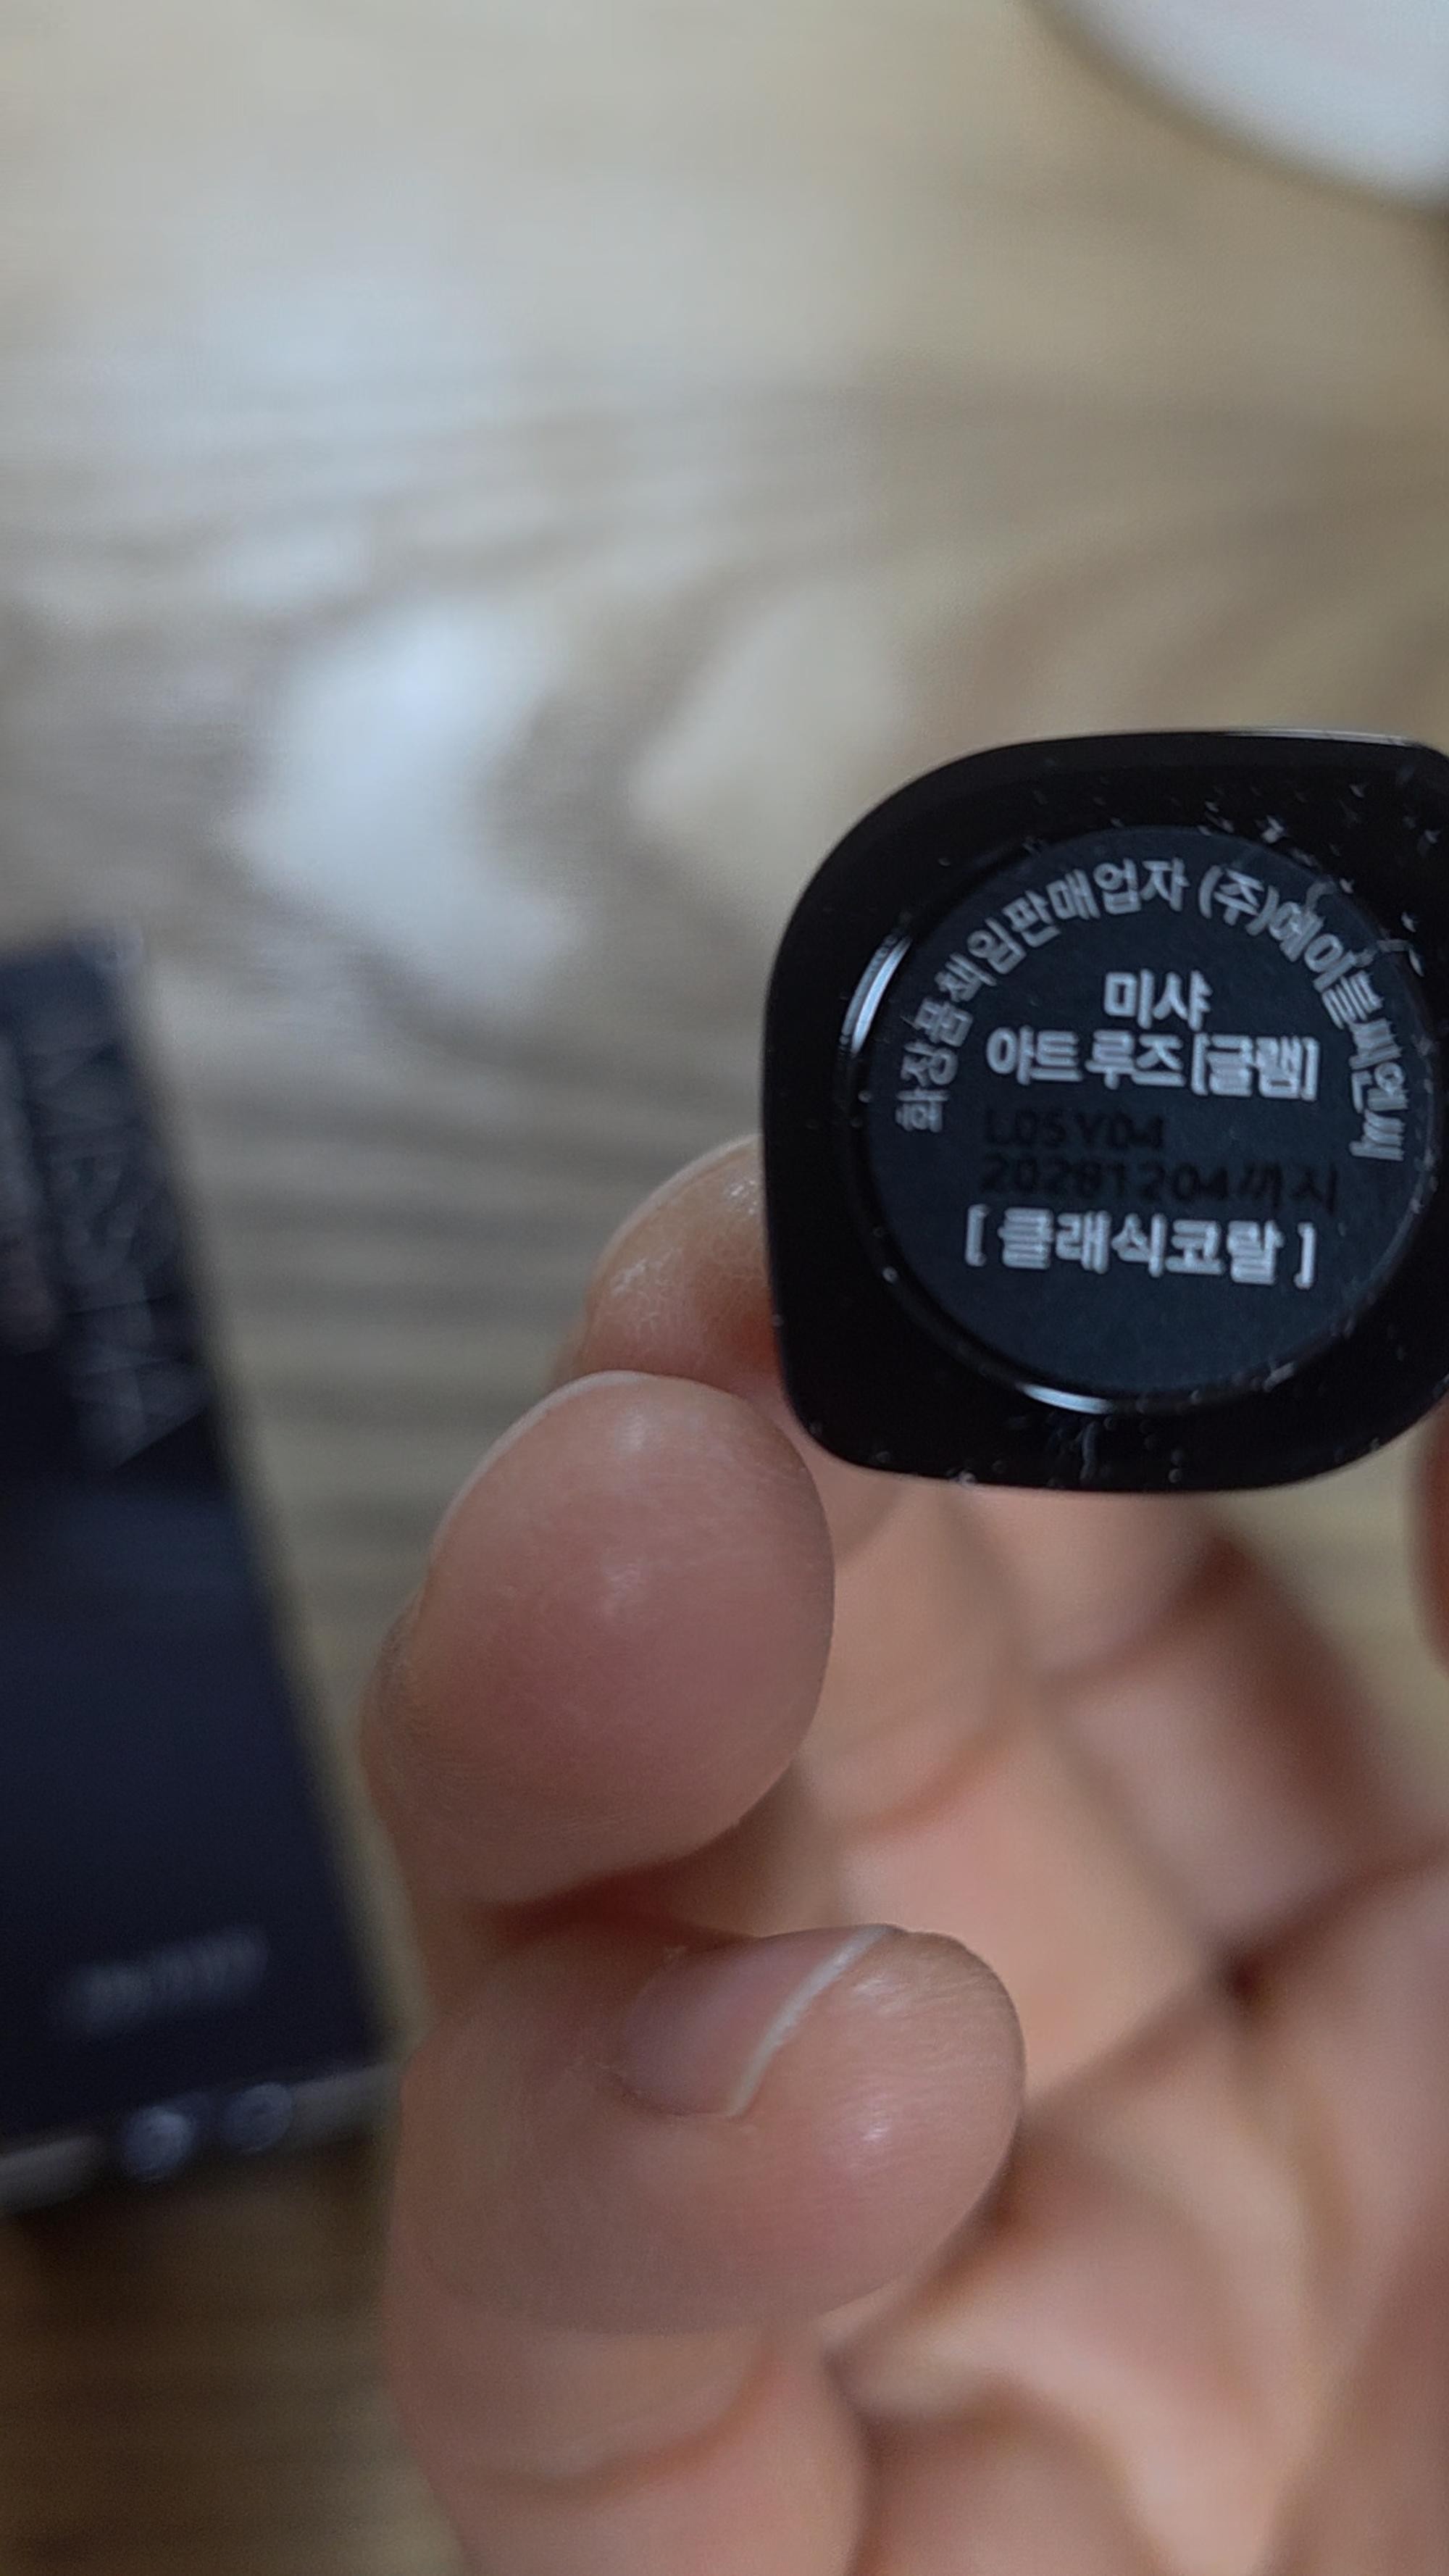 화장품책임판매업자 (주)에이블씨엔씨
미샤
아트 루즈[글램]
L05Y04
20281204까지
[ 클래식코랄 ]
MISSHA